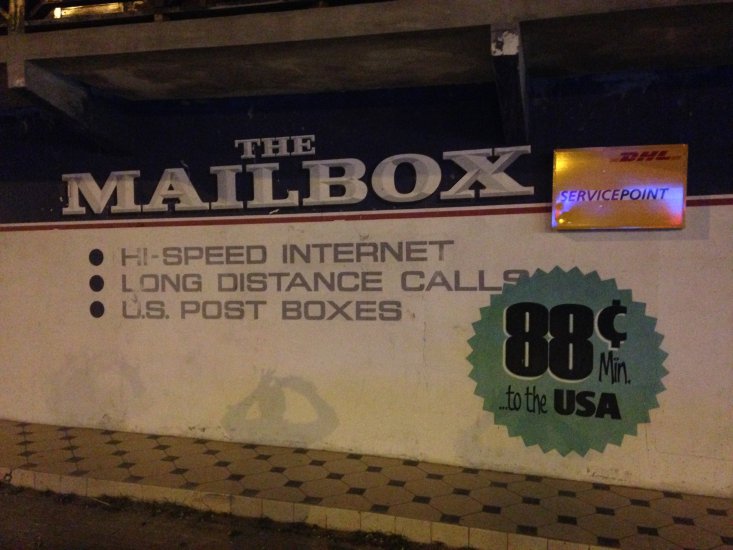 THE
MAILBOX
DHL
SERVICEPOINT
• HI-SPEED INTERNET
• LONG DISTANCE CALLS
• U.S. POST BOXES
88¢
Min.
...to the USA